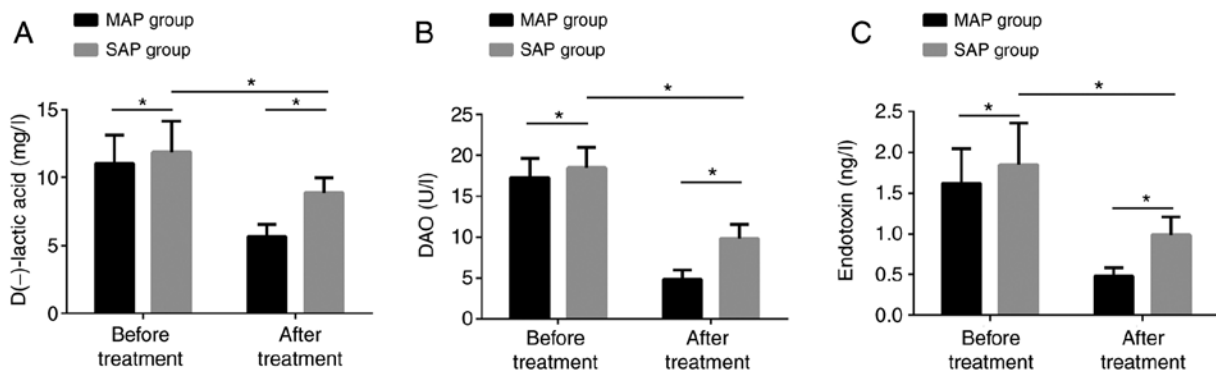 A
MAP group
SAP group
D(−)-lactic acid (mg/l)
15
10
5
0
*
*
*
Before
treatment
After
treatment
B
MAP group
SAP group
DAO (U/l)
25
20
15
10
5
0
*
*
*
Before
treatment
After
treatment
C
MAP group
SAP group
Endotoxin (ng/l)
2.5
2.0
1.5
1.0
0.5
0.0
*
*
*
Before
treatment
After
treatment